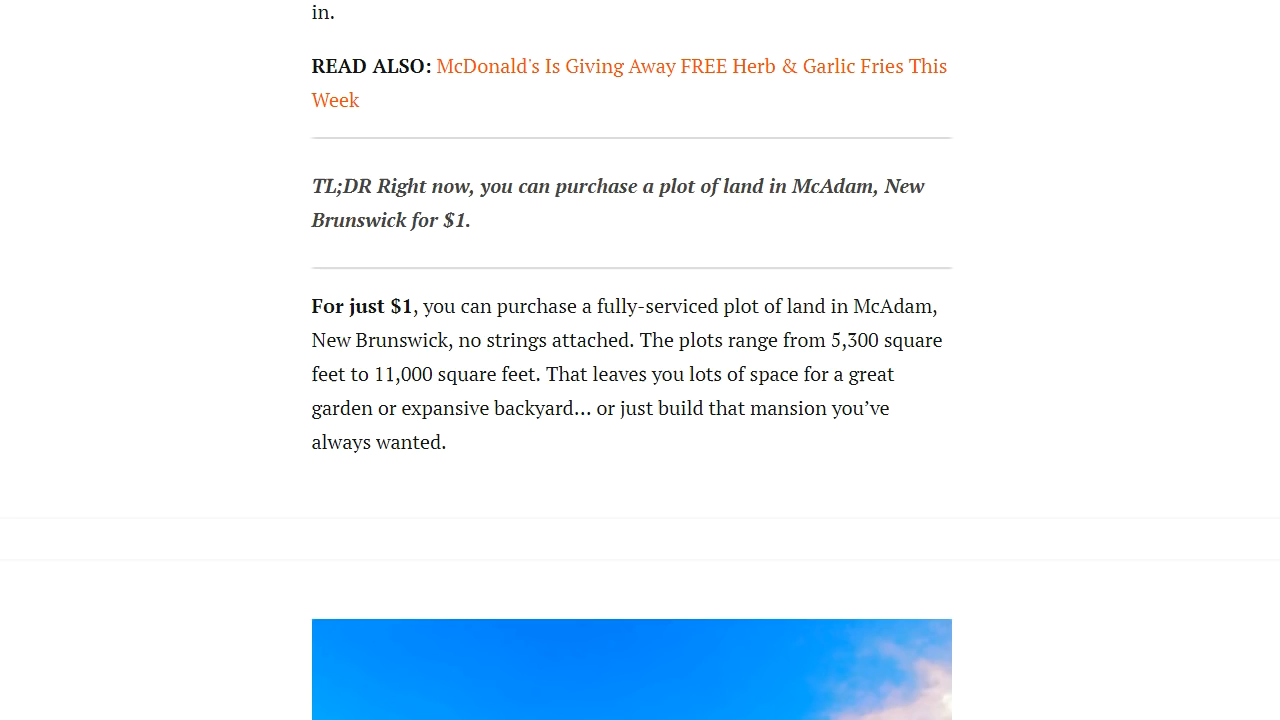 in.
READ ALSO: McDonald's Is Giving Away FREE Herb & Garlic Fries This
Week
TL;DR Right now, you can purchase a plot of land in McAdam, New
Brunswick for $1.
For just $1, you can purchase a fully-serviced plot of land in McAdam,
New Brunswick, no strings attached. The plots range from 5,300 square
feet to 11,000 square feet. That leaves you lots of space for a great
garden or expansive backyard... or just build that mansion you’ve
always wanted.